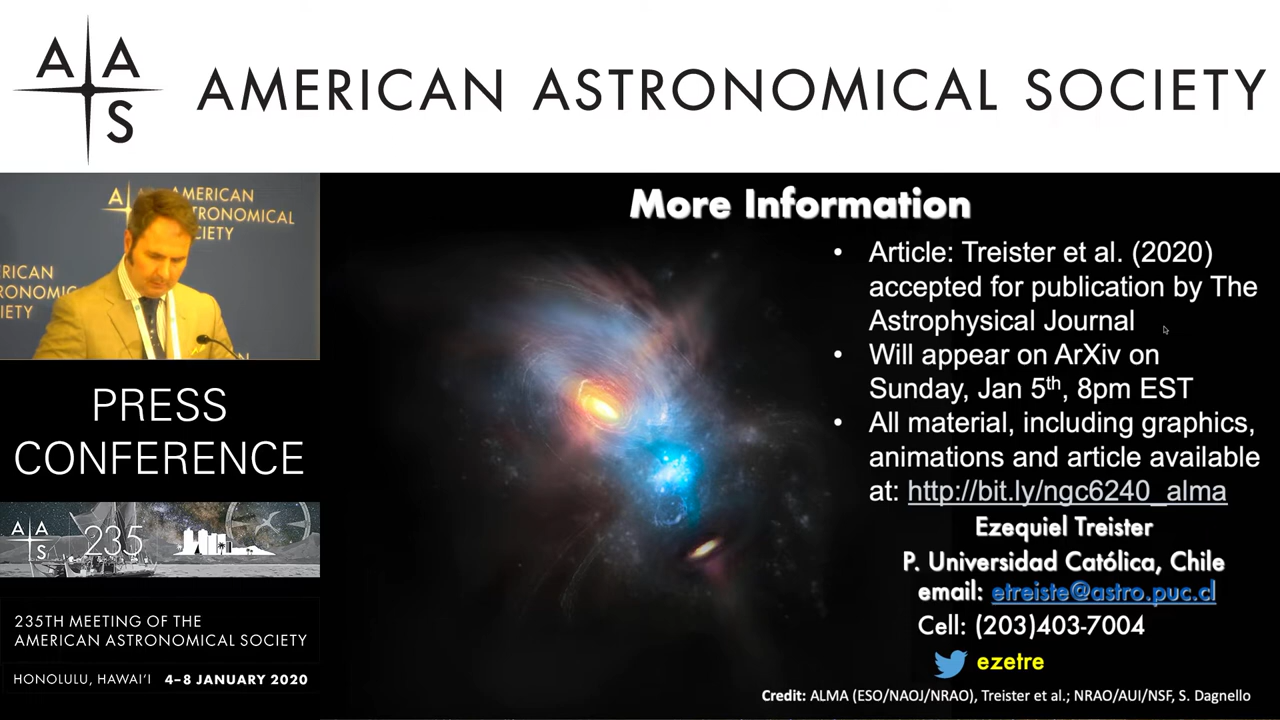 A A
S
AMERICAN ASTRONOMICAL SOCIETY
AMERICAN
CIETY
PRESS
CONFERENCE
A A
S
235
235TH MEETING OF THE
AMERICAN ASTRONOMICAL SOCIETY
HONOLULU, HAWAI'I 4–8 JANUARY 2020
More Information
• Article: Treister et al. (2020)
accepted for publication by The
Astrophysical Journal
• Will appear on ArXiv on
Sunday, Jan 5th, 8pm EST
• All material, including graphics,
animations and article available
at: http://bit.ly/ngc6240_alma
Ezequiel Treister
P. Universidad Católica, Chile
email: etreiste@astro.puc.cl
Cell: (203)403-7004
ezetre
Credit: ALMA (ESO/NAOJ/NRAO), Treister et al.; NRAO/AUI/NSF, S. Dagnello